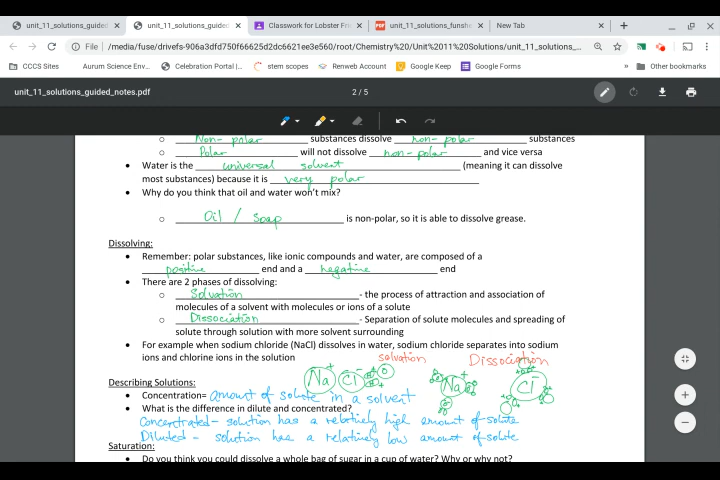 unit_11_solutions_guided
unit_11_solutions_guided
Classwork for Lobster Fri
unit_11_solutions_funshe
New Tab
File /media/fuse/drivefs-906a3dfd750f66625d2dc6621ee3e560/root/Chemistry%20/Unit%2011%20Solutions/unit_11_solutions_...
CCCS Sites Aurum Science Env... Celebration Portal |... stem scopes Renweb Account Google Keep Google Forms » Other bookmarks
unit_11_solutions_guided_notes.pdf 2 / 5
Non-polar substances dissolve non-polar substances
Polar will not dissolve non-polar and vice versa
Water is the universal solvent (meaning it can dissolve
most substances) because it is very polar
Why do you think that oil and water won't mix?
Oil / Soap is non-polar, so it is able to dissolve grease.
Dissolving:
Remember: polar substances, like ionic compounds and water, are composed of a
positive end and a negative end
There are 2 phases of dissolving:
Solvation - the process of attraction and association of
molecules of a solvent with molecules or ions of a solute
Dissociation - Separation of solute molecules and spreading of
solute through solution with more solvent surrounding
For example when sodium chloride (NaCl) dissolves in water, sodium chloride separates into sodium
ions and chlorine ions in the solution
solvation Dissociation
Na+ Cl- Na+ Cl-
Describing Solutions:
Concentration= amount of solute in a solvent
What is the difference in dilute and concentrated?
Concentrated - solution has a relatively high amount of solute
Diluted - solution has a relatively low amount of solute
Saturation:
Do you think you could dissolve a whole bag of sugar in a cup of water? Why or why not?